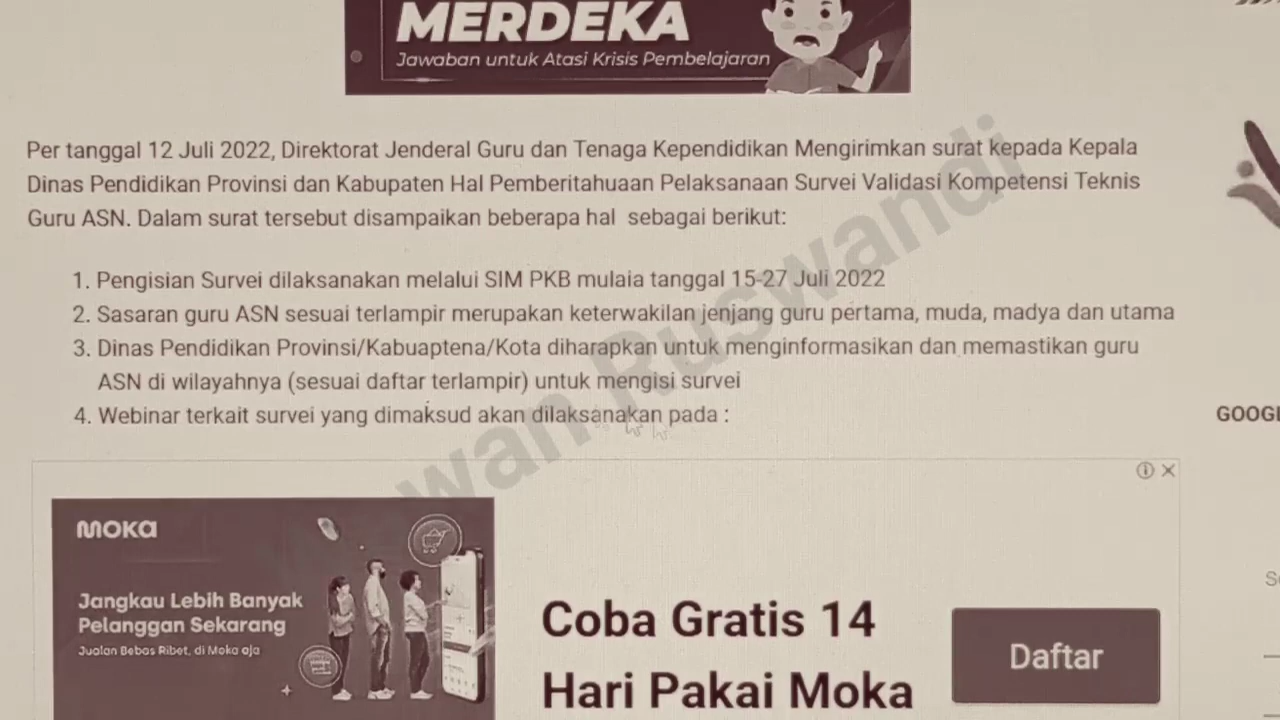 MERDEKA
Jawaban untuk Atasi Krisis Pembelajaran
Per tanggal 12 Juli 2022, Direktorat Jenderal Guru dan Tenaga Kependidikan Mengirimkan surat kepada Kepala
Dinas Pendidikan Provinsi dan Kabupaten Hal Pemberitahuaan Pelaksanaan Survei Validasi Kompetensi Teknis
Guru ASN. Dalam surat tersebut disampaikan beberapa hal sebagai berikut:
1. Pengisian Survei dilaksanakan melalui SIM PKB mulaia tanggal 15-27 Juli 2022
2. Sasaran guru ASN sesuai terlampir merupakan keterwakilan jenjang guru pertama, muda, madya dan utama
3. Dinas Pendidikan Provinsi/Kabuaptena/Kota diharapkan untuk menginformasikan dan memastikan guru
ASN di wilayahnya (sesuai daftar terlampir) untuk mengisi survei
4. Webinar terkait survei yang dimaksud akan dilaksanakan pada :
wan Ruswandi
MOKA
Jangkau Lebih Banyak
Pelanggan Sekarang
Jualan Bebas Ribet, di Moka aja
Coba Gratis 14
Hari Pakai Moka
Daftar